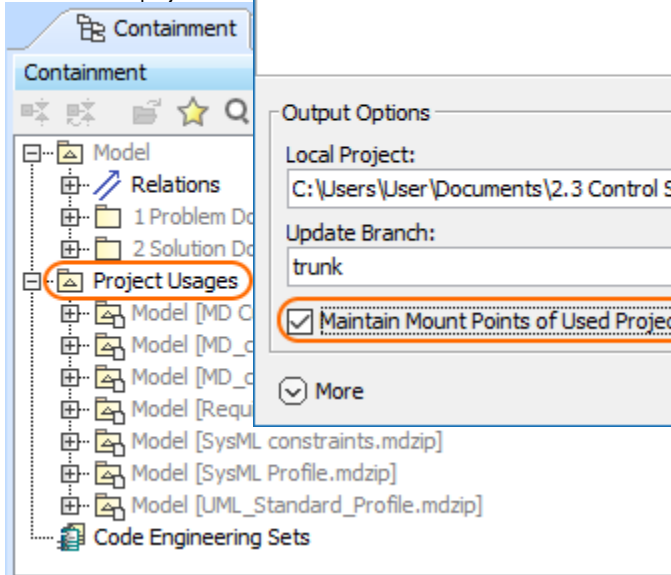 Containment
Containment
Model
Relations
1 Problem Do
2 Solution Do
Project Usages
Model [MD C
Model [MD_c
Model [MD_c
Model [Requi
Model [SysML constraints.mdzip]
Model [SysML Profile.mdzip]
Model [UML_Standard_Profile.mdzip]
Code Engineering Sets
Output Options
Local Project:
C:\Users\User\Documents\2.3 Control S
Update Branch:
trunk
Maintain Mount Points of Used Projec
More